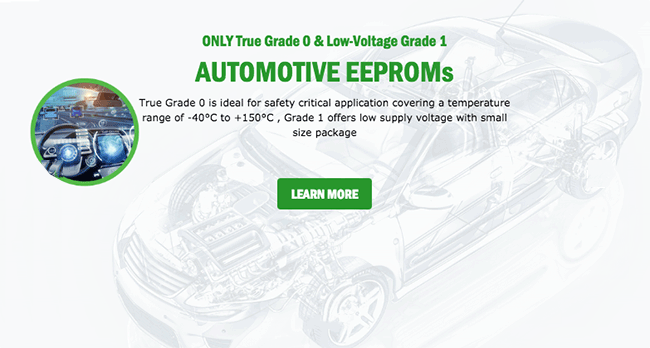 ONLY True Grade 0 & Low-Voltage Grade 1
AUTOMOTIVE EEPROMs
True Grade 0 is ideal for safety critical application covering a temperature
range of -40°C to +150°C , Grade 1 offers low supply voltage with small
size package
LEARN MORE